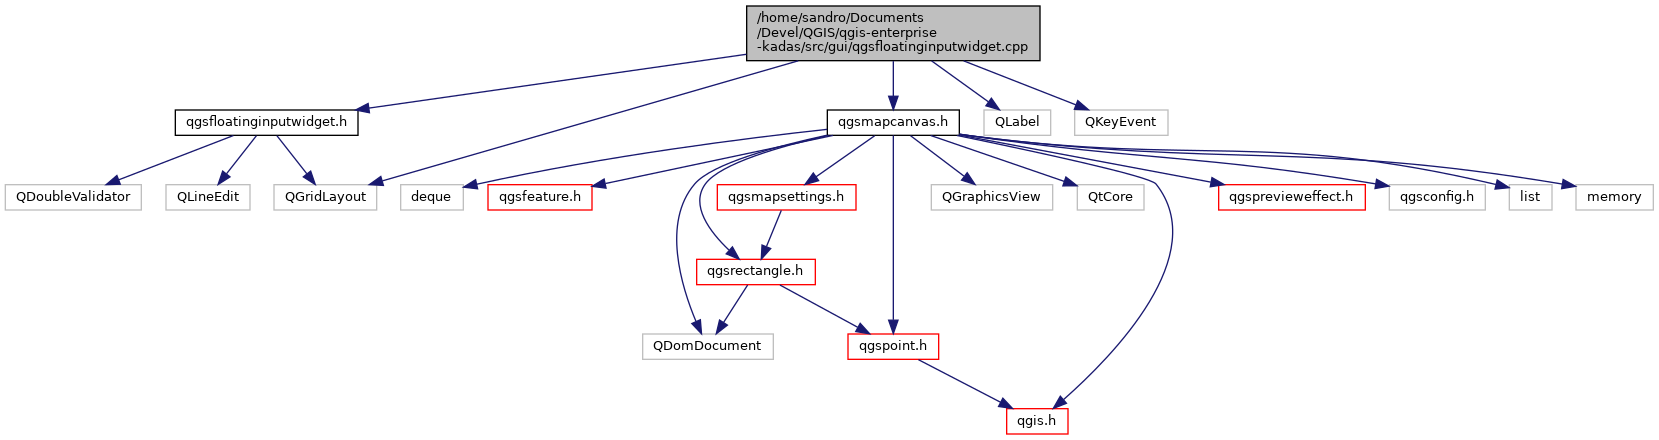 /home/sandro/Documents
/Devel/QGIS/qgis-enterprise
-kadas/src/gui/qgsfloatinginputwidget.cpp
qgsfloatinginputwidget.h
qgsmapcanvas.h
QLabel
QKeyEvent
QDoubleValidator
QLineEdit
QGridLayout
deque
qgsfeature.h
qgsmapsettings.h
QGraphicsView
QtCore
qgspreviewеffect.h
qgsconfig.h
list
memory
qgsrectangle.h
QDomDocument
qgspoint.h
qgis.h